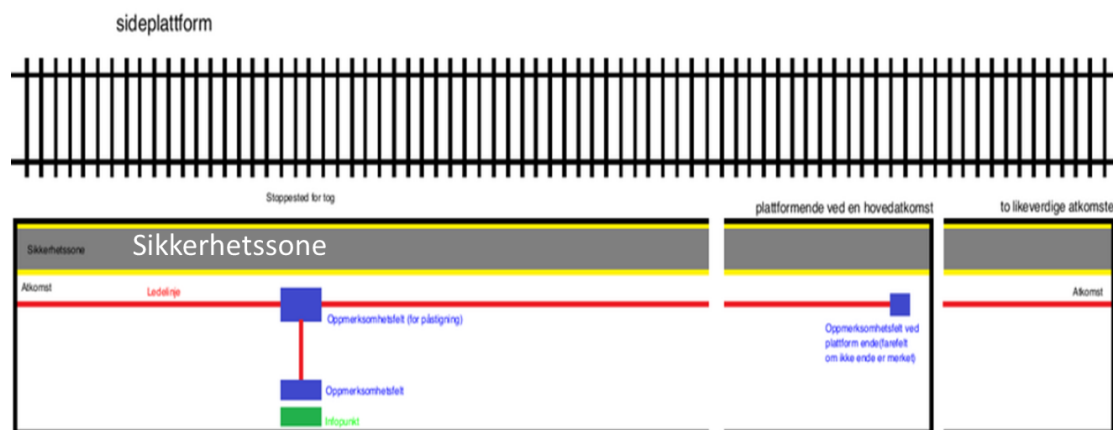 sideplattform
Stoppested for tog
plattformende ved en hovedatkomst
to likeverdige atkomste
Sikkerhetssone
Sikkerhetssone
Atkomst
Ledelinje
Atkomst
Oppmerksomhetsfelt (for påstigning)
Oppmerksomhetsfelt ved
plattform ende(farefelt
om ikke ende er merket)
Oppmerksomhetsfelt
Infopunkt